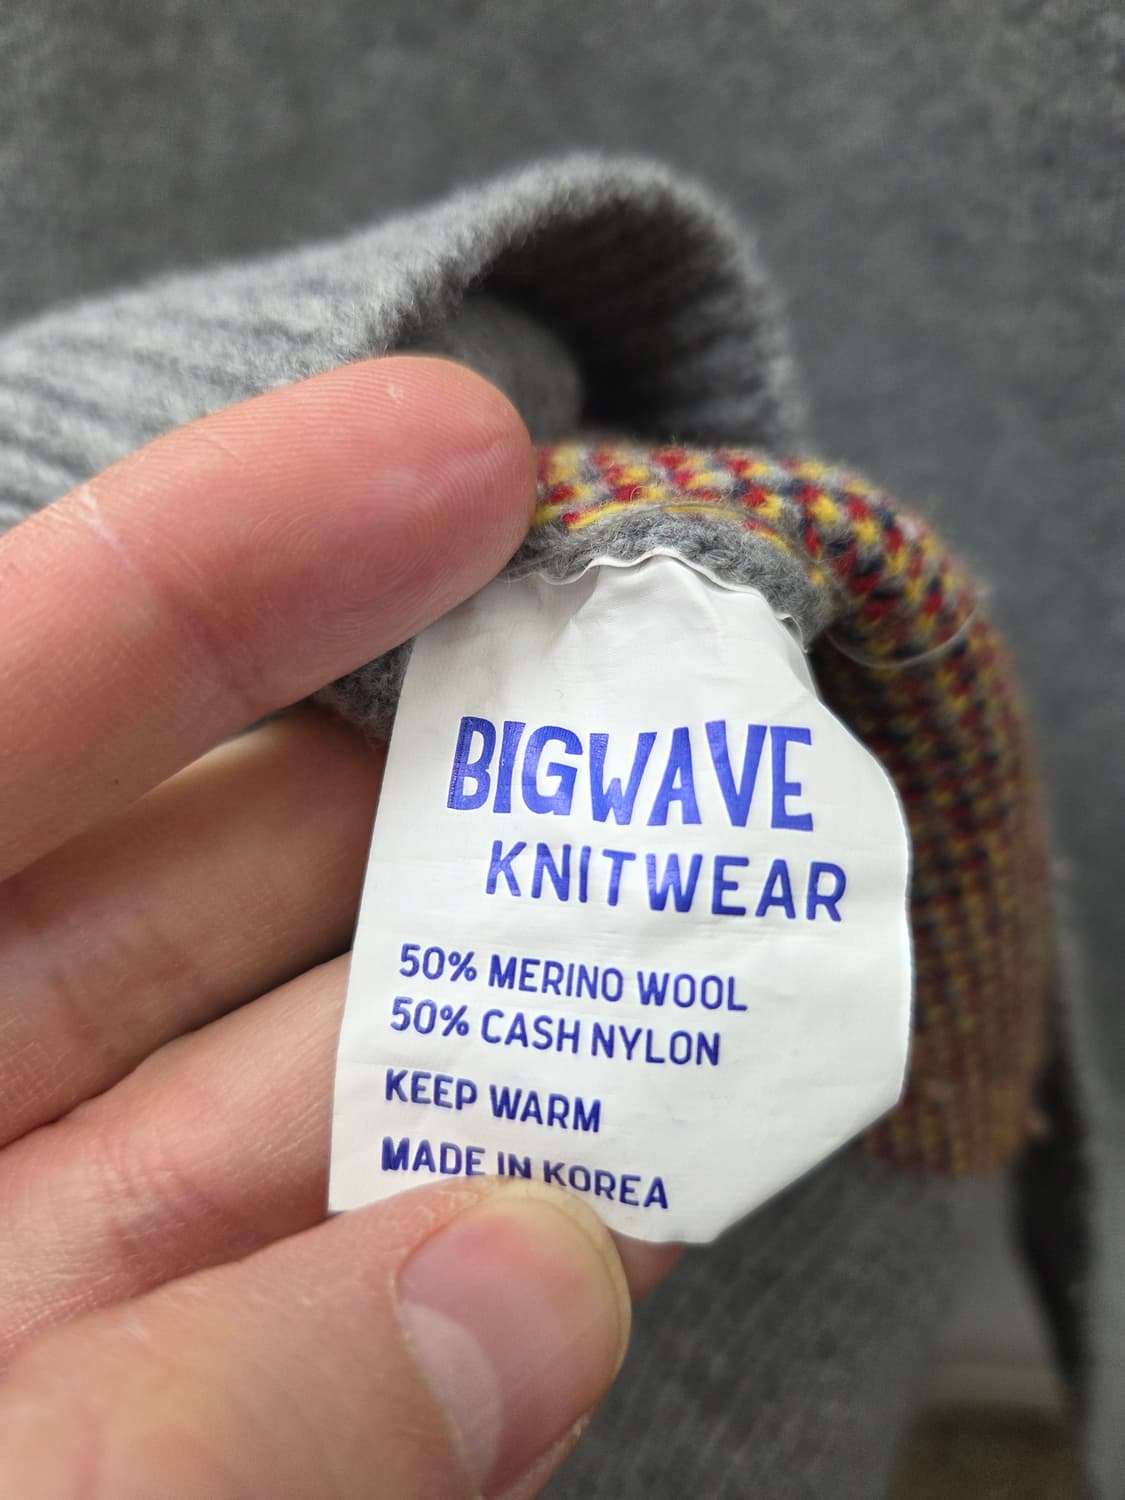 BIGWAVE
KNITWEAR
50% MERINO WOOL
50% CASH NYLON
KEEP WARM
MADE IN KOREA